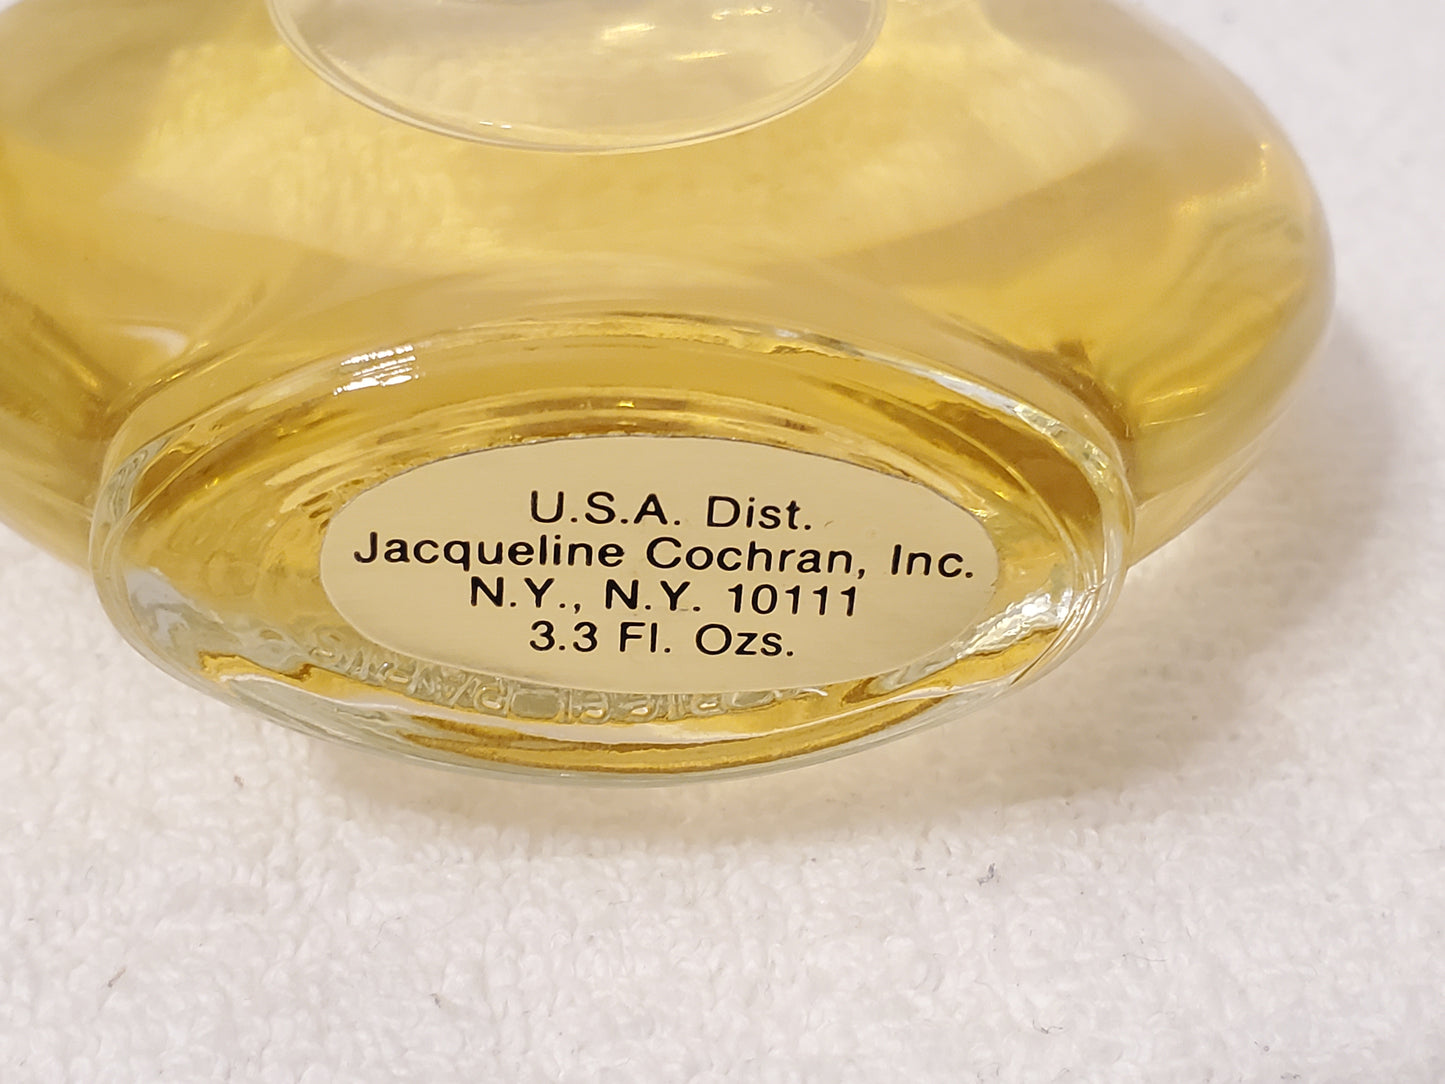 U.S.A. Dist.
Jacqueline Cochran, Inc.
N.Y., N.Y. 10111
3.3 Fl. Ozs.